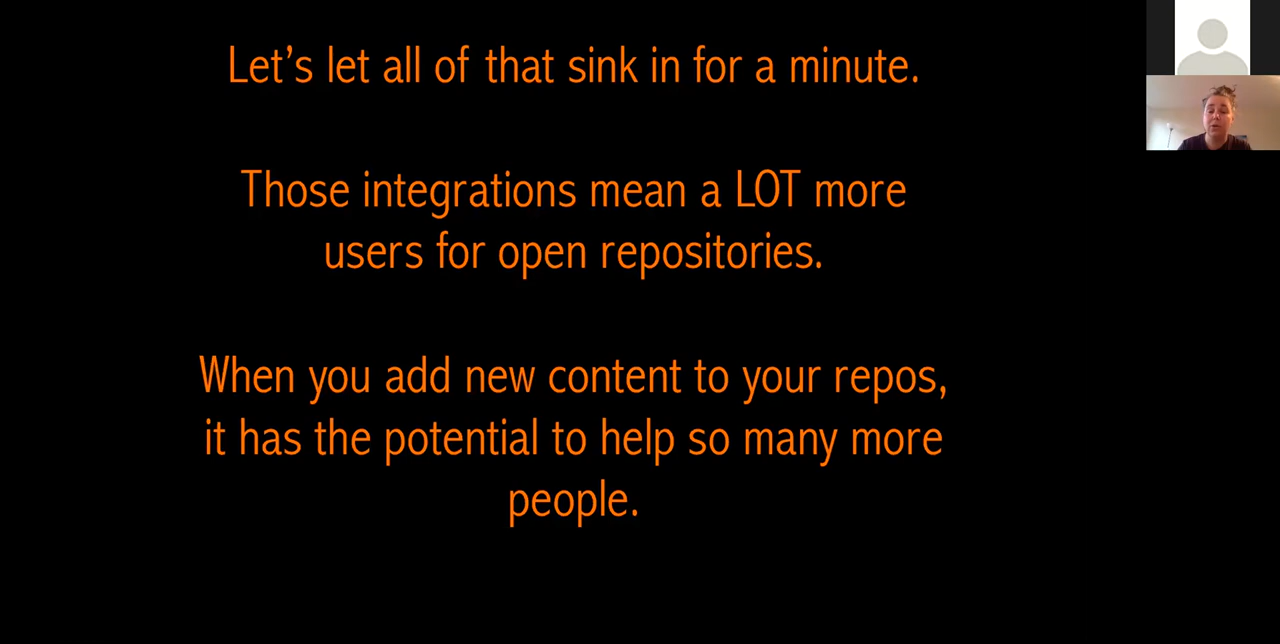 Let’s let all of that sink in for a minute.
Those integrations mean a LOT more
users for open repositories.
When you add new content to your repos,
it has the potential to help so many more
people.